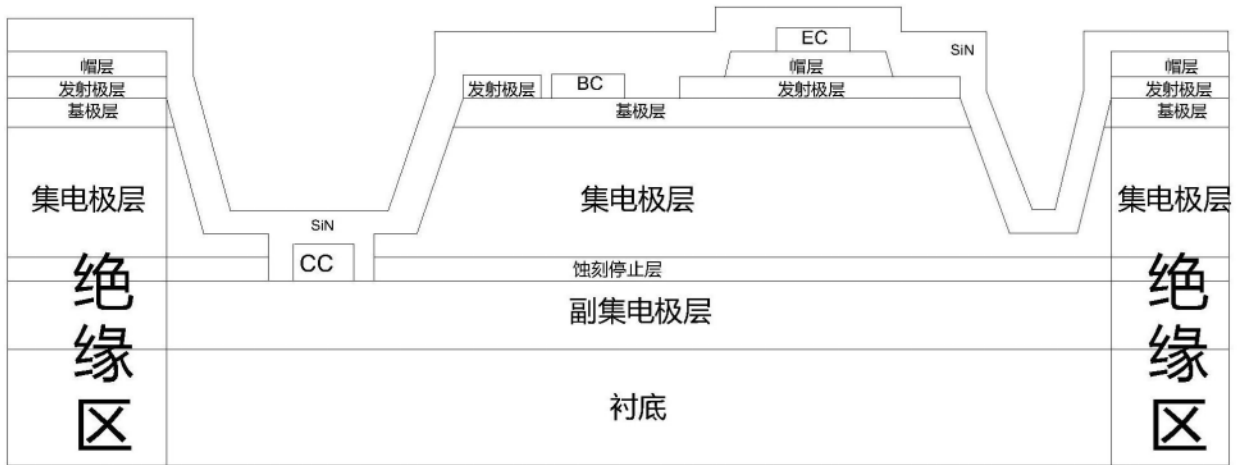 EC
SiN
帽层
帽层
帽层
发射极层
发射极层
BC
发射极层
发射极层
基极层
基极层
基极层
集电极层
集电极层
集电极层
SiN
CC
蚀刻停止层
副集电极层
衬底
绝
缘
区
绝
缘
区